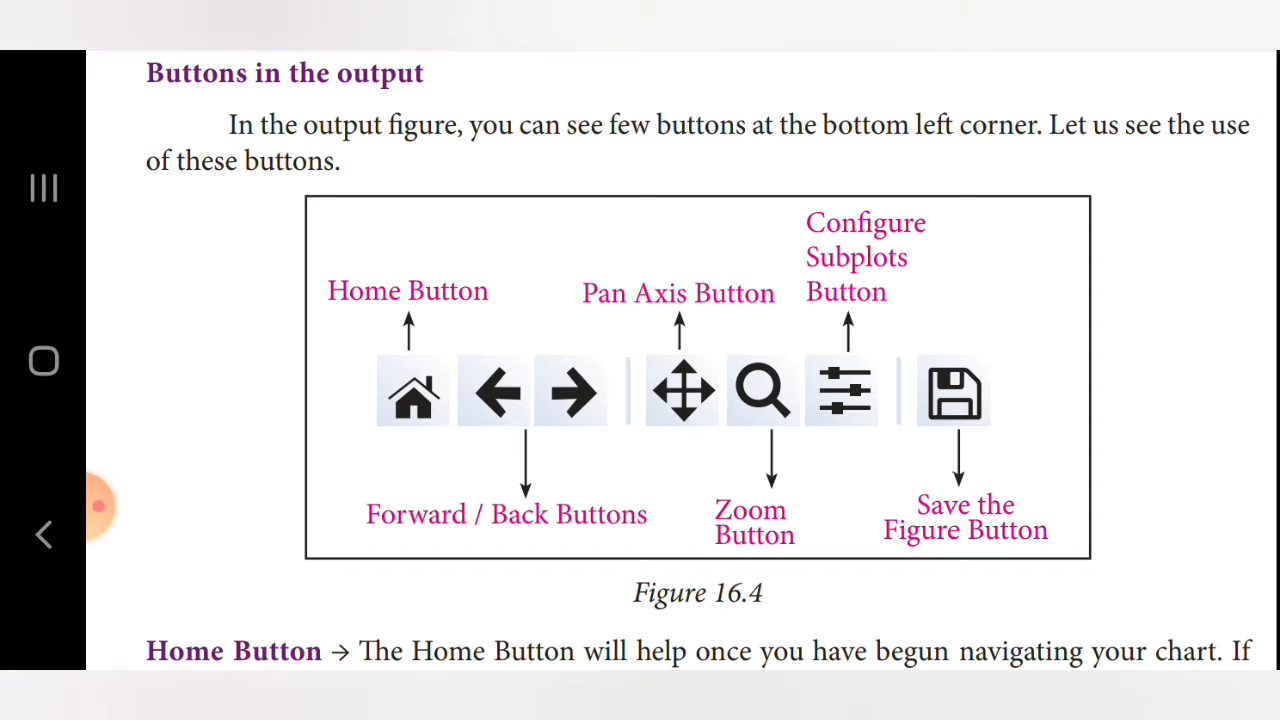 Buttons in the output
In the output figure, you can see few buttons at the bottom left corner. Let us see the use
of these buttons.
Configure
Subplots
Button
Home Button
Pan Axis Button
Forward / Back Buttons
Zoom
Button
Save the
Figure Button
Figure 16.4
Home Button → The Home Button will help once you have begun navigating your chart. If